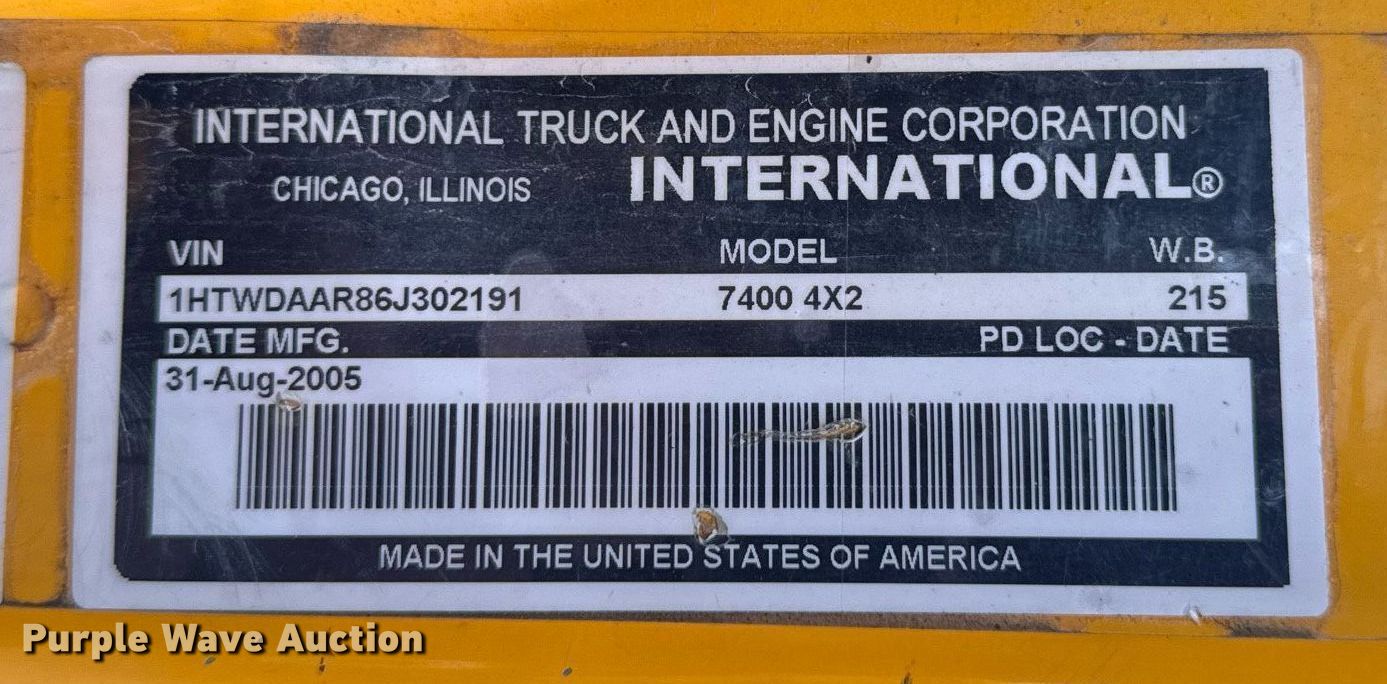 INTERNATIONAL TRUCK AND ENGINE CORPORATION
CHICAGO, ILLINOIS INTERNATIONAL®
VIN MODEL W.B.
1HTWDAAR86J302191 7400 4X2 215
DATE MFG. PD LOC - DATE
31-Aug-2005
MADE IN THE UNITED STATES OF AMERICA
Purple Wave Auction